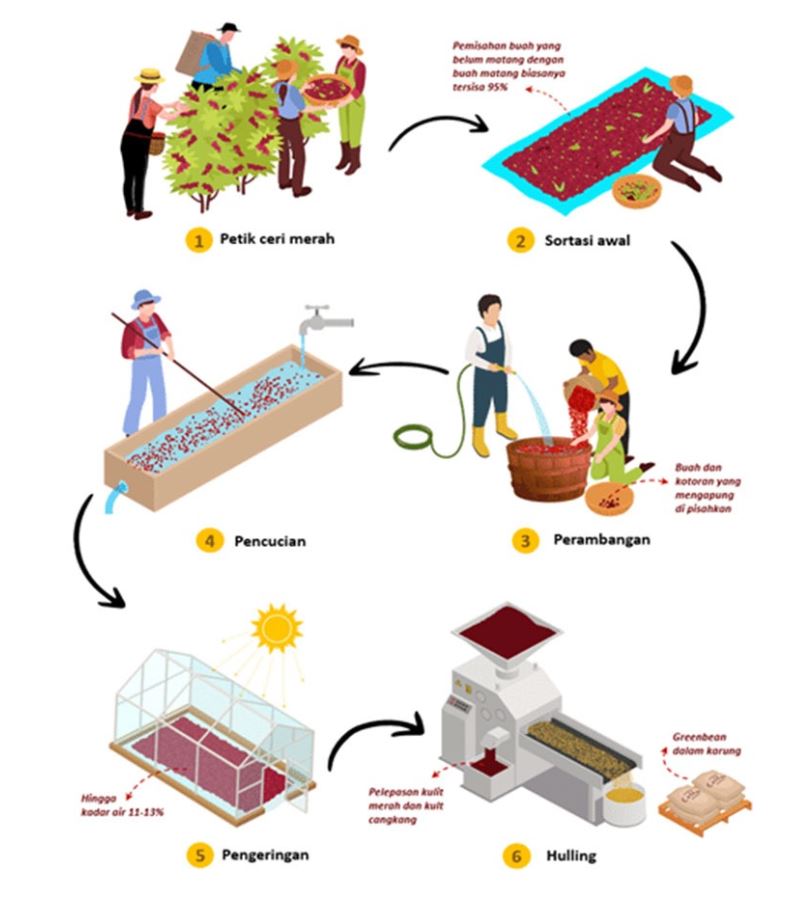 Pemisahan buah yang
belum matang dengan
buah matang biasanya
tersisa 95%
1 Petik ceri merah
2 Sortasi awal
Buah dan
kotoran yang
mengapung
di pisahkan
3 Perambangan
4 Pencucian
Hingga
kadar air 11-13%
5 Pengeringan
Pelepasan kulit
merah dan kult
cangkang
Greenbean
dalam karung
6 Hulling